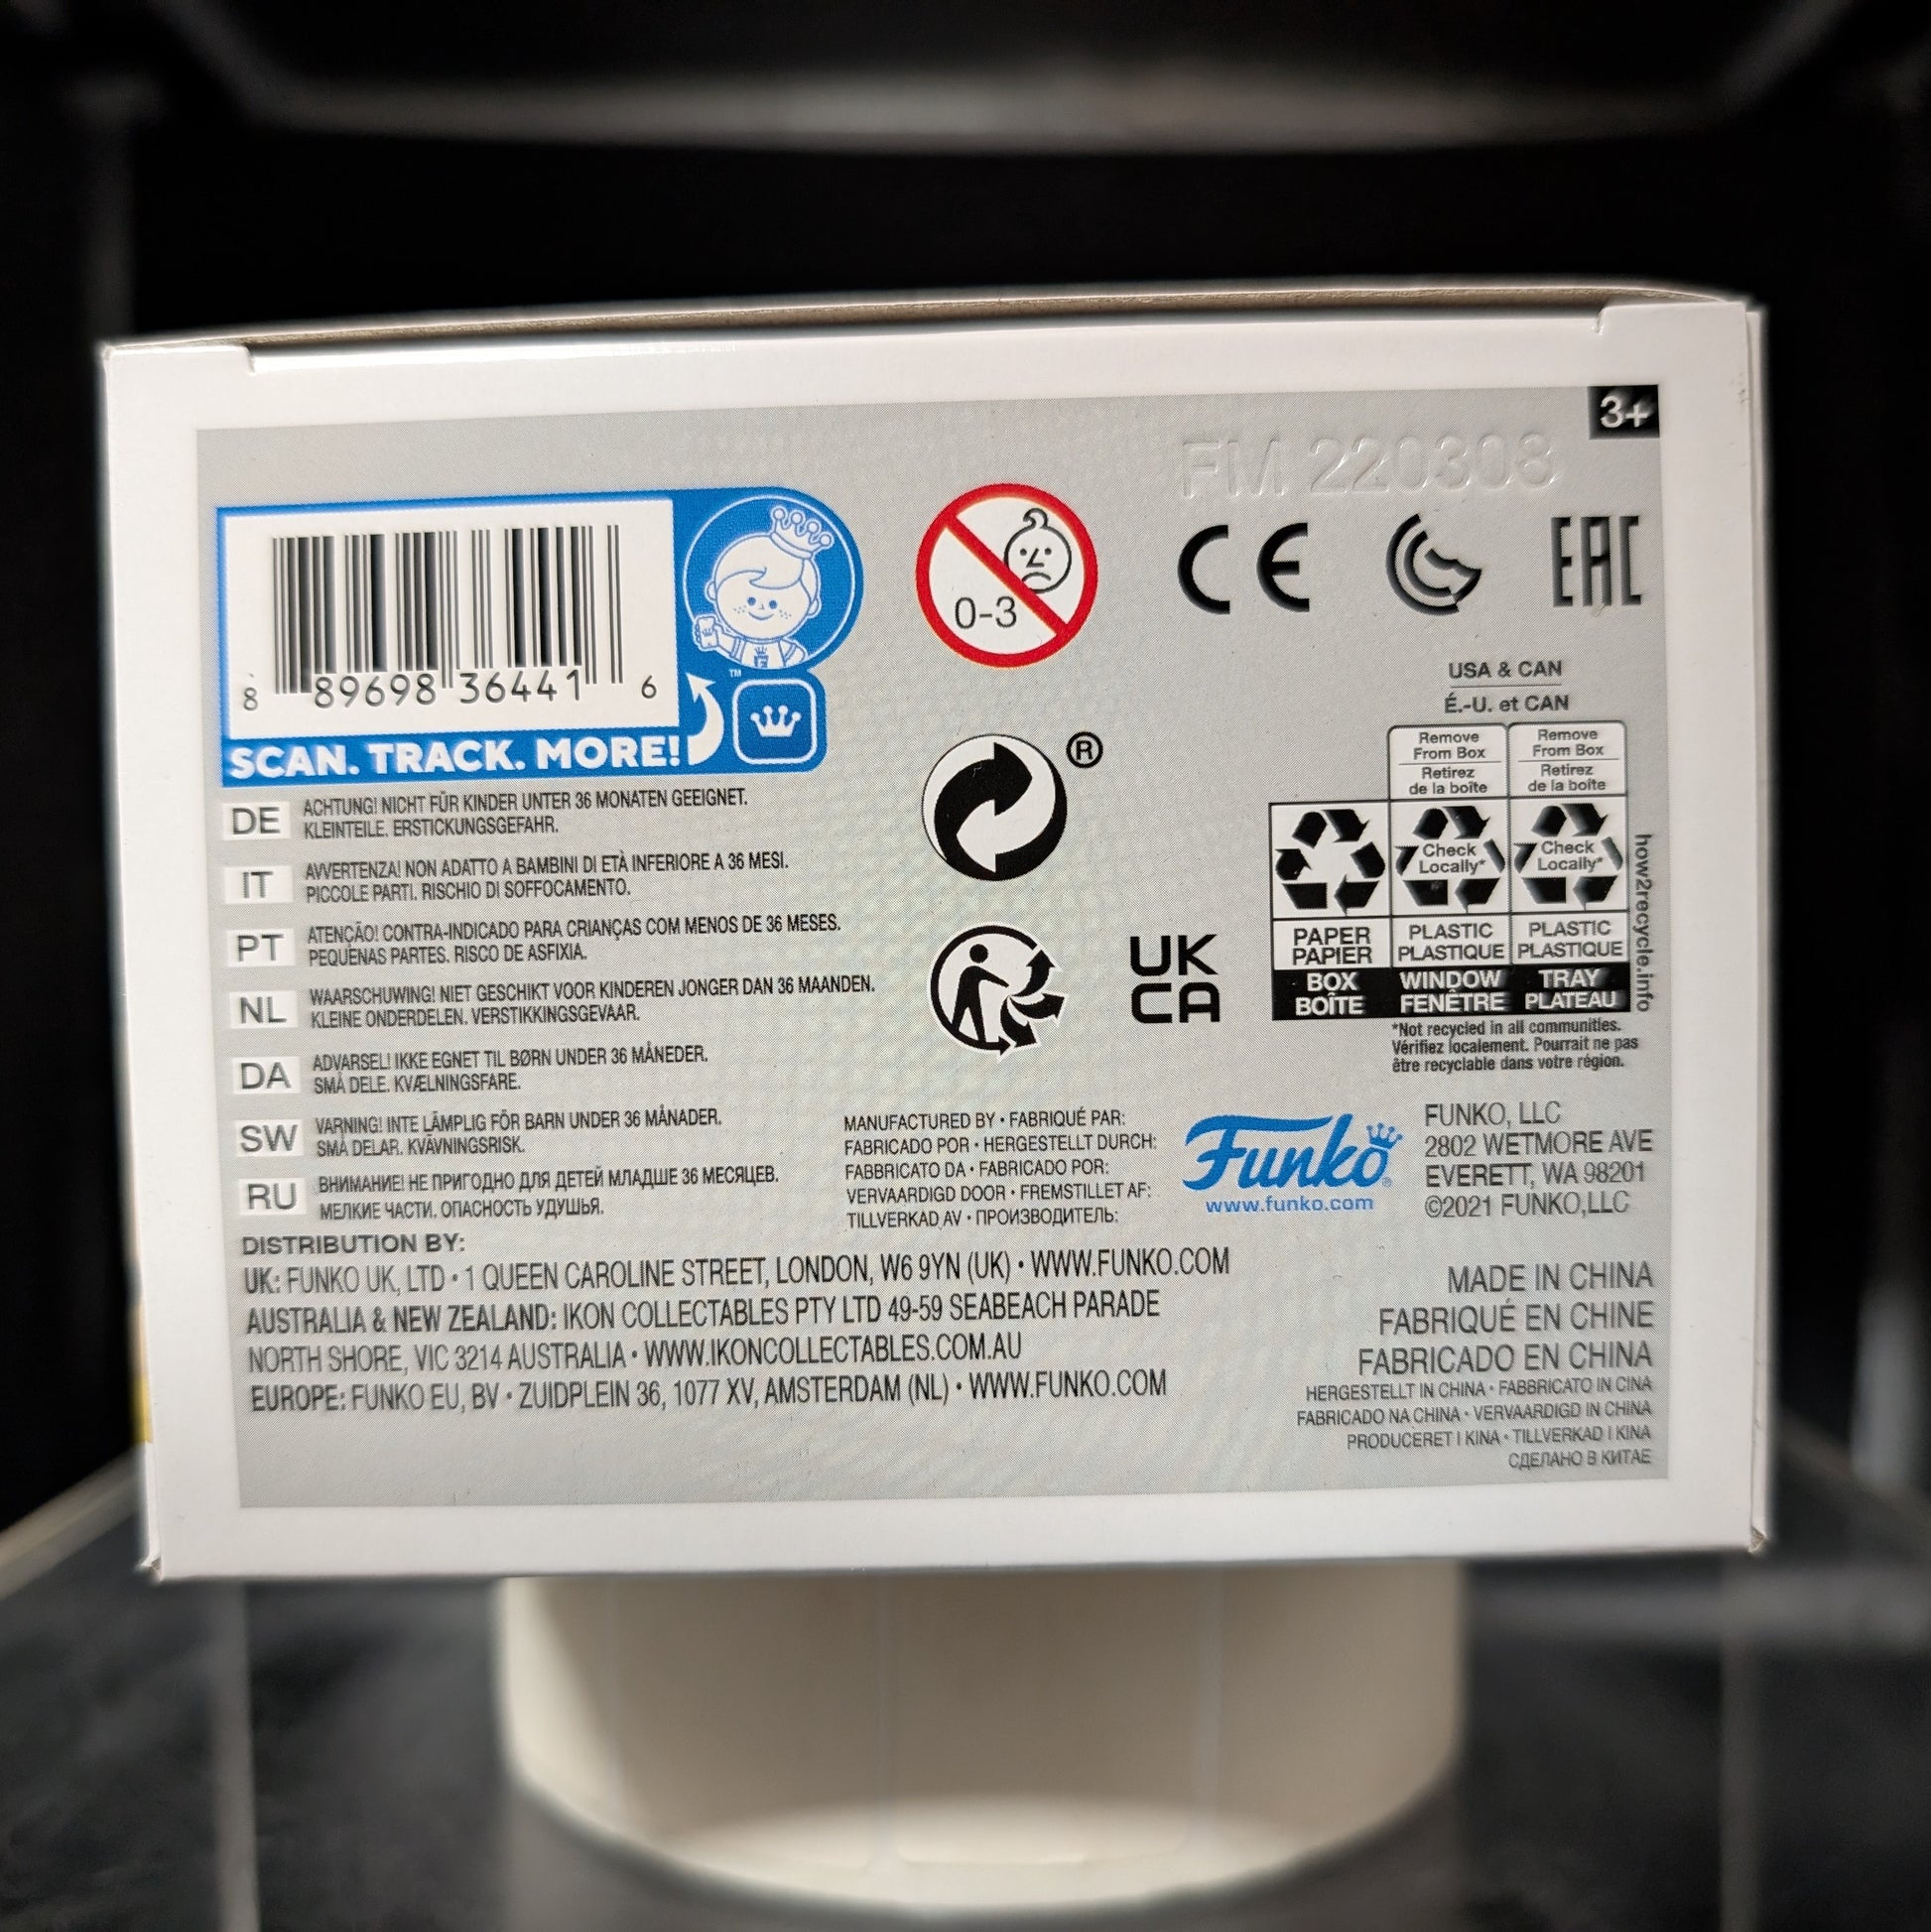 3+
FM 220308
8 89698 36441 6
™
SCAN. TRACK. MORE!
0-3
CE
EAC
USA & CAN
É.-U. et CAN
Remove
From Box
Retirez
de la boîte
Remove
From Box
Retirez
de la boîte
Check
Locally*
Check
Locally*
PAPER
PAPIER
PLASTIC
PLASTIQUE
PLASTIC
PLASTIQUE
BOX
BOÎTE
WINDOW
FENÊTRE
TRAY
PLATEAU
how2recycle.info
*Not recycled in all communities.
Vérifiez localement. Pourrait ne pas
être recyclable dans votre région.
®
UK
CA
DE ACHTUNG! NICHT FÜR KINDER UNTER 36 MONATEN GEEIGNET.
KLEINTEILE. ERSTICKUNGSGEFAHR.
IT AVVERTENZA! NON ADATTO A BAMBINI DI ETÀ INFERIORE A 36 MESI.
PICCOLE PARTI. RISCHIO DI SOFFOCAMENTO.
PT ATENÇÃO! CONTRA-INDICADO PARA CRIANÇAS COM MENOS DE 36 MESES.
PEQUENAS PARTES. RISCO DE ASFIXIA.
NL WAARSCHUWING! NIET GESCHIKT VOOR KINDEREN JONGER DAN 36 MAANDEN.
KLEINE ONDERDELEN. VERSTIKKINGSGEVAAR.
DA ADVARSEL! IKKE EGNET TIL BØRN UNDER 36 MÅNEDER.
SMÅ DELE. KVÆLNINGSFARE.
SW VARNING! INTE LÄMPLIG FÖR BARN UNDER 36 MÅNADER.
SMÅ DELAR. KVÄVNINGSRISK.
RU ВНИМАНИЕ! НЕ ПРИГОДНО ДЛЯ ДЕТЕЙ МЛАДШЕ 36 МЕСЯЦЕВ.
МЕЛКИЕ ЧАСТИ. ОПАСНОСТЬ УДУШЬЯ.
MANUFACTURED BY • FABRIQUÉ PAR:
FABRICADO POR • HERGESTELLT DURCH:
FABBRICATO DA • FABRICADO POR:
VERVAARDIGD DOOR • FREMSTILLET AF:
TILLVERKAD AV • ПРОИЗВОДИТЕЛЬ:
Funko®
www.funko.com
FUNKO, LLC
2802 WETMORE AVE
EVERETT, WA 98201
©2021 FUNKO,LLC
DISTRIBUTION BY:
UK: FUNKO UK, LTD • 1 QUEEN CAROLINE STREET, LONDON, W6 9YN (UK) • WWW.FUNKO.COM
AUSTRALIA & NEW ZEALAND: IKON COLLECTABLES PTY LTD 49-59 SEABEACH PARADE
NORTH SHORE, VIC 3214 AUSTRALIA • WWW.IKONCOLLECTABLES.COM.AU
EUROPE: FUNKO EU, BV • ZUIDPLEIN 36, 1077 XV, AMSTERDAM (NL) • WWW.FUNKO.COM
MADE IN CHINA
FABRIQUÉ EN CHINE
FABRICADO EN CHINA
HERGESTELLT IN CHINA • FABBRICATO IN CINA
FABRICADO NA CHINA • VERVAARDIGD IN CHINA
PRODUCERET I KINA • TILLVERKAD I KINA
СДЕЛАНО В КИТАЕ